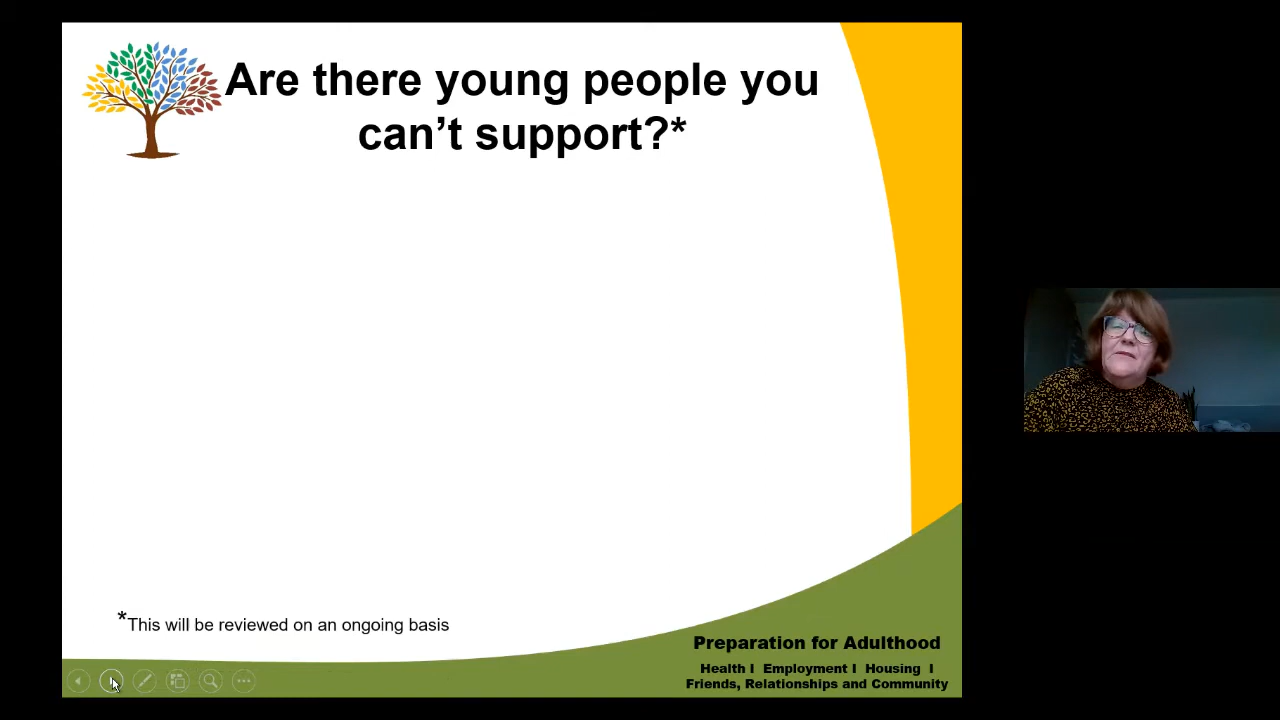 Are there young people you
can’t support?*
*This will be reviewed on an ongoing basis
Preparation for Adulthood
Health I Employment I Housing I
Friends, Relationships and Community